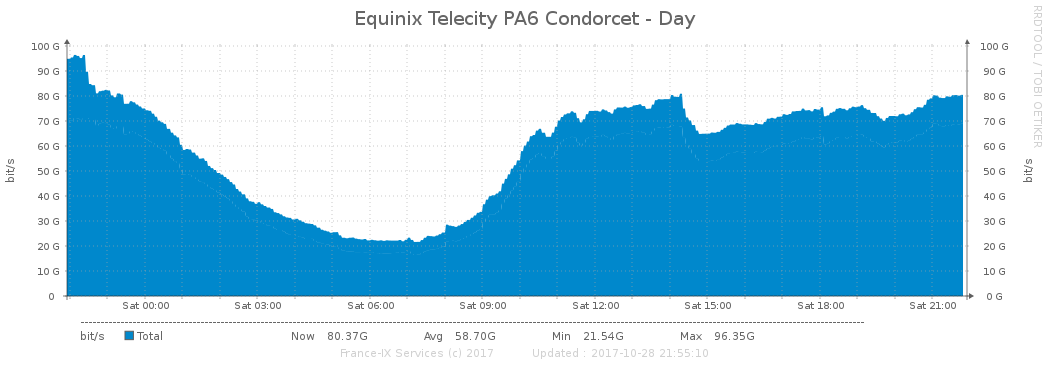 Equinix Telecity PA6 Condorcet - Day
RRDTOOL / TOBI OETIKER
bit/s
100 G
90 G
80 G
70 G
60 G
50 G
40 G
30 G
20 G
10 G
0
100 G
90 G
80 G
70 G
60 G
50 G
40 G
30 G
20 G
10 G
0 G
bit/s
Sat 00:00 Sat 03:00 Sat 06:00 Sat 09:00 Sat 12:00 Sat 15:00 Sat 18:00 Sat 21:00
bit/s Total Now 80.37G Avg 58.70G Min 21.54G Max 96.35G
France-IX Services (c) 2017 Updated : 2017-10-28 21:55:10